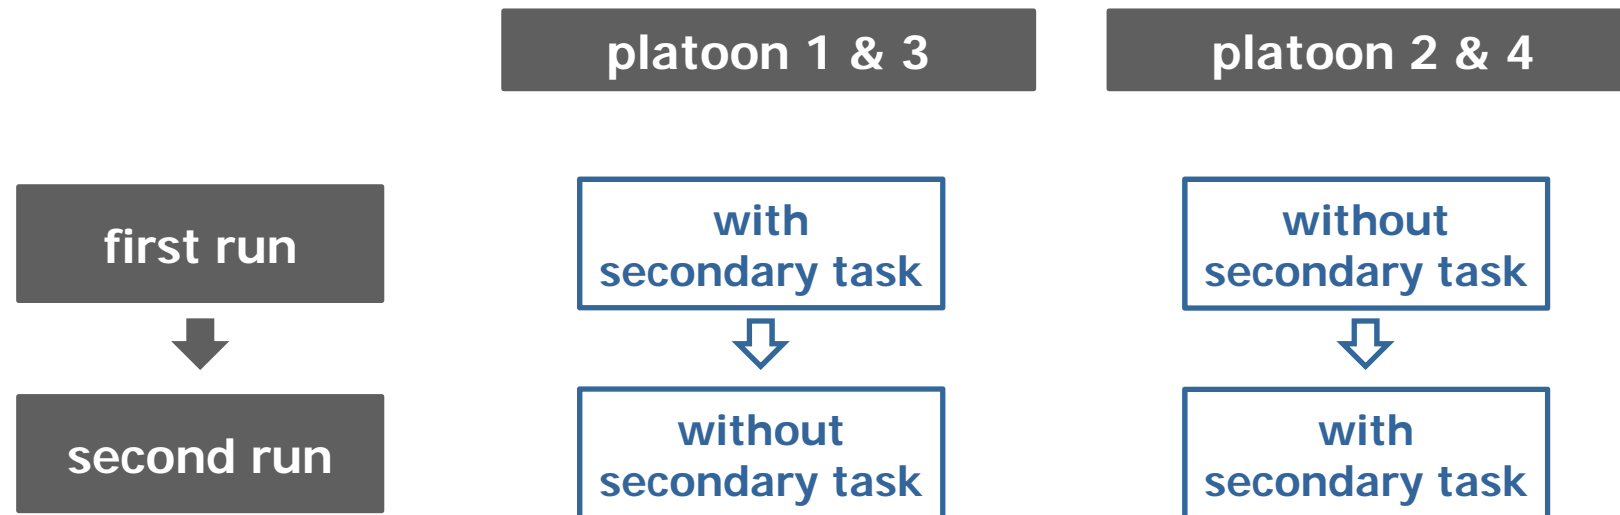 platoon 1 & 3
platoon 2 & 4
first run
with
secondary task
without
secondary task
second run
without
secondary task
with
secondary task